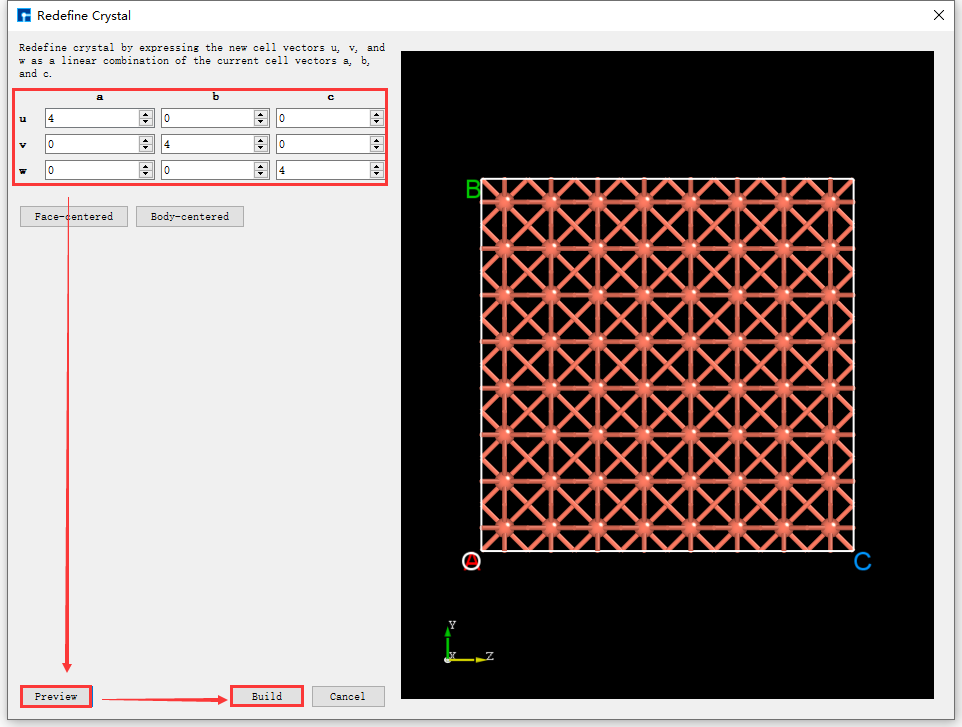 Redefine Crystal
Redefine crystal by expressing the new cell vectors u, v, and
w as a linear combination of the current cell vectors a, b,
and c.
a b c
u 4 0 0
v 0 4 0
w 0 0 4
Face-centered Body-centered
B
A
O
C
Y
X
Z
Preview Build Cancel